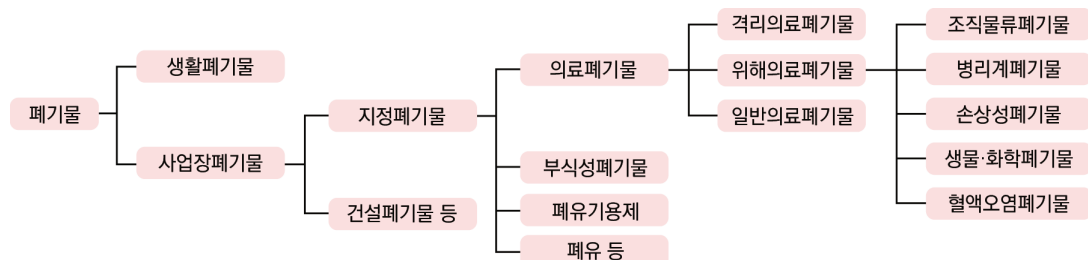 폐기물
생활폐기물
사업장폐기물
지정폐기물
건설폐기물 등
의료폐기물
부식성폐기물
폐유기용제
폐유 등
격리의료폐기물
위해의료폐기물
일반의료폐기물
조직물류폐기물
병리계폐기물
손상성폐기물
생물·화학폐기물
혈액오염폐기물